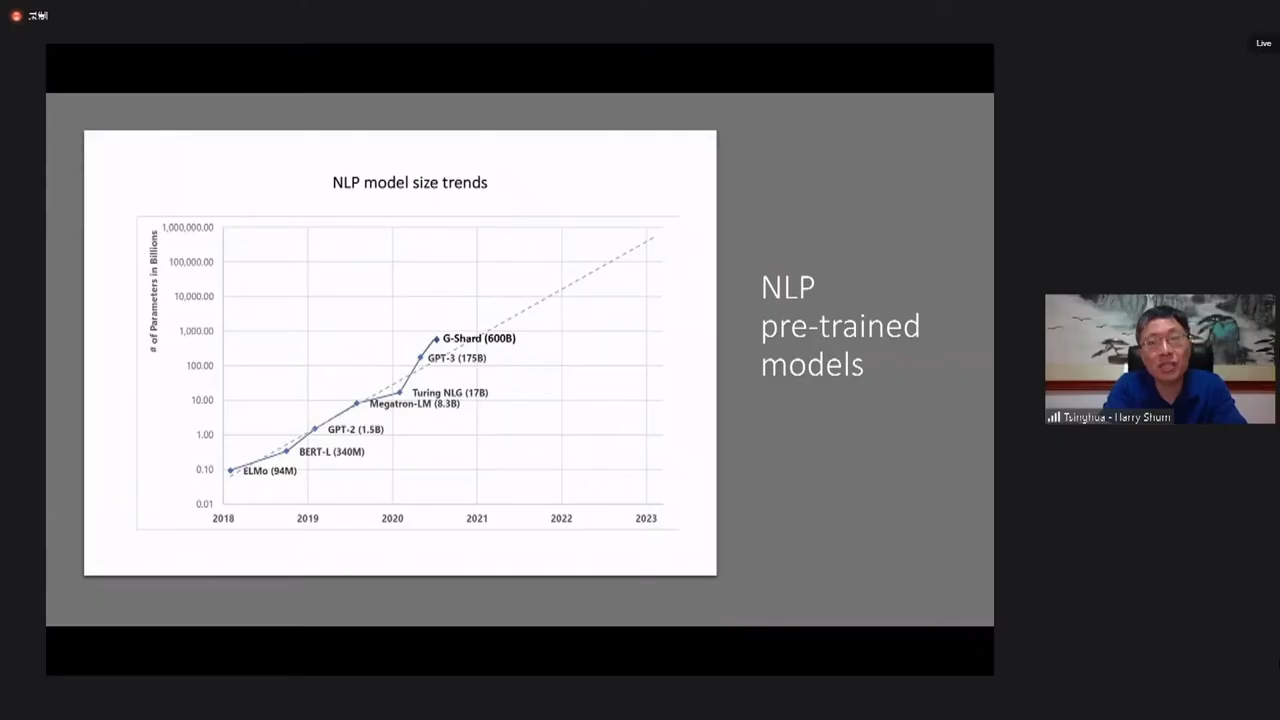 Live
NLP model size trends
# of Parameters in Billions
1,000,000.00
100,000.00
10,000.00
1,000.00
100.00
10.00
1.00
0.10
0.01
G-Shard (600B)
GPT-3 (175B)
Turing NLG (17B)
Megatron-LM (8.3B)
GPT-2 (1.5B)
BERT-L (340M)
ELMo (94M)
2018
2019
2020
2021
2022
2023
NLP
pre-trained
models
Tsinghua - Harry Shum